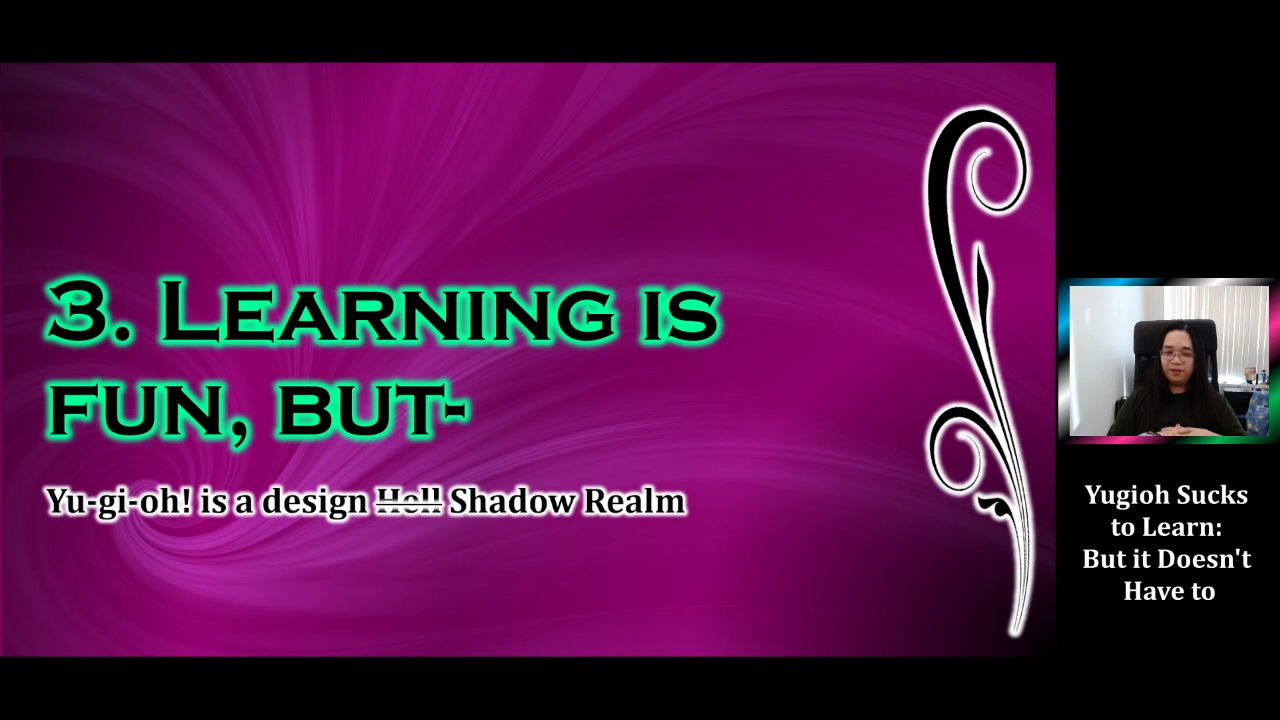 3. Learning is
fun, but-
Yu-gi-oh! is a design Hell Shadow Realm
Yugioh Sucks
to Learn:
But it Doesn't
Have to